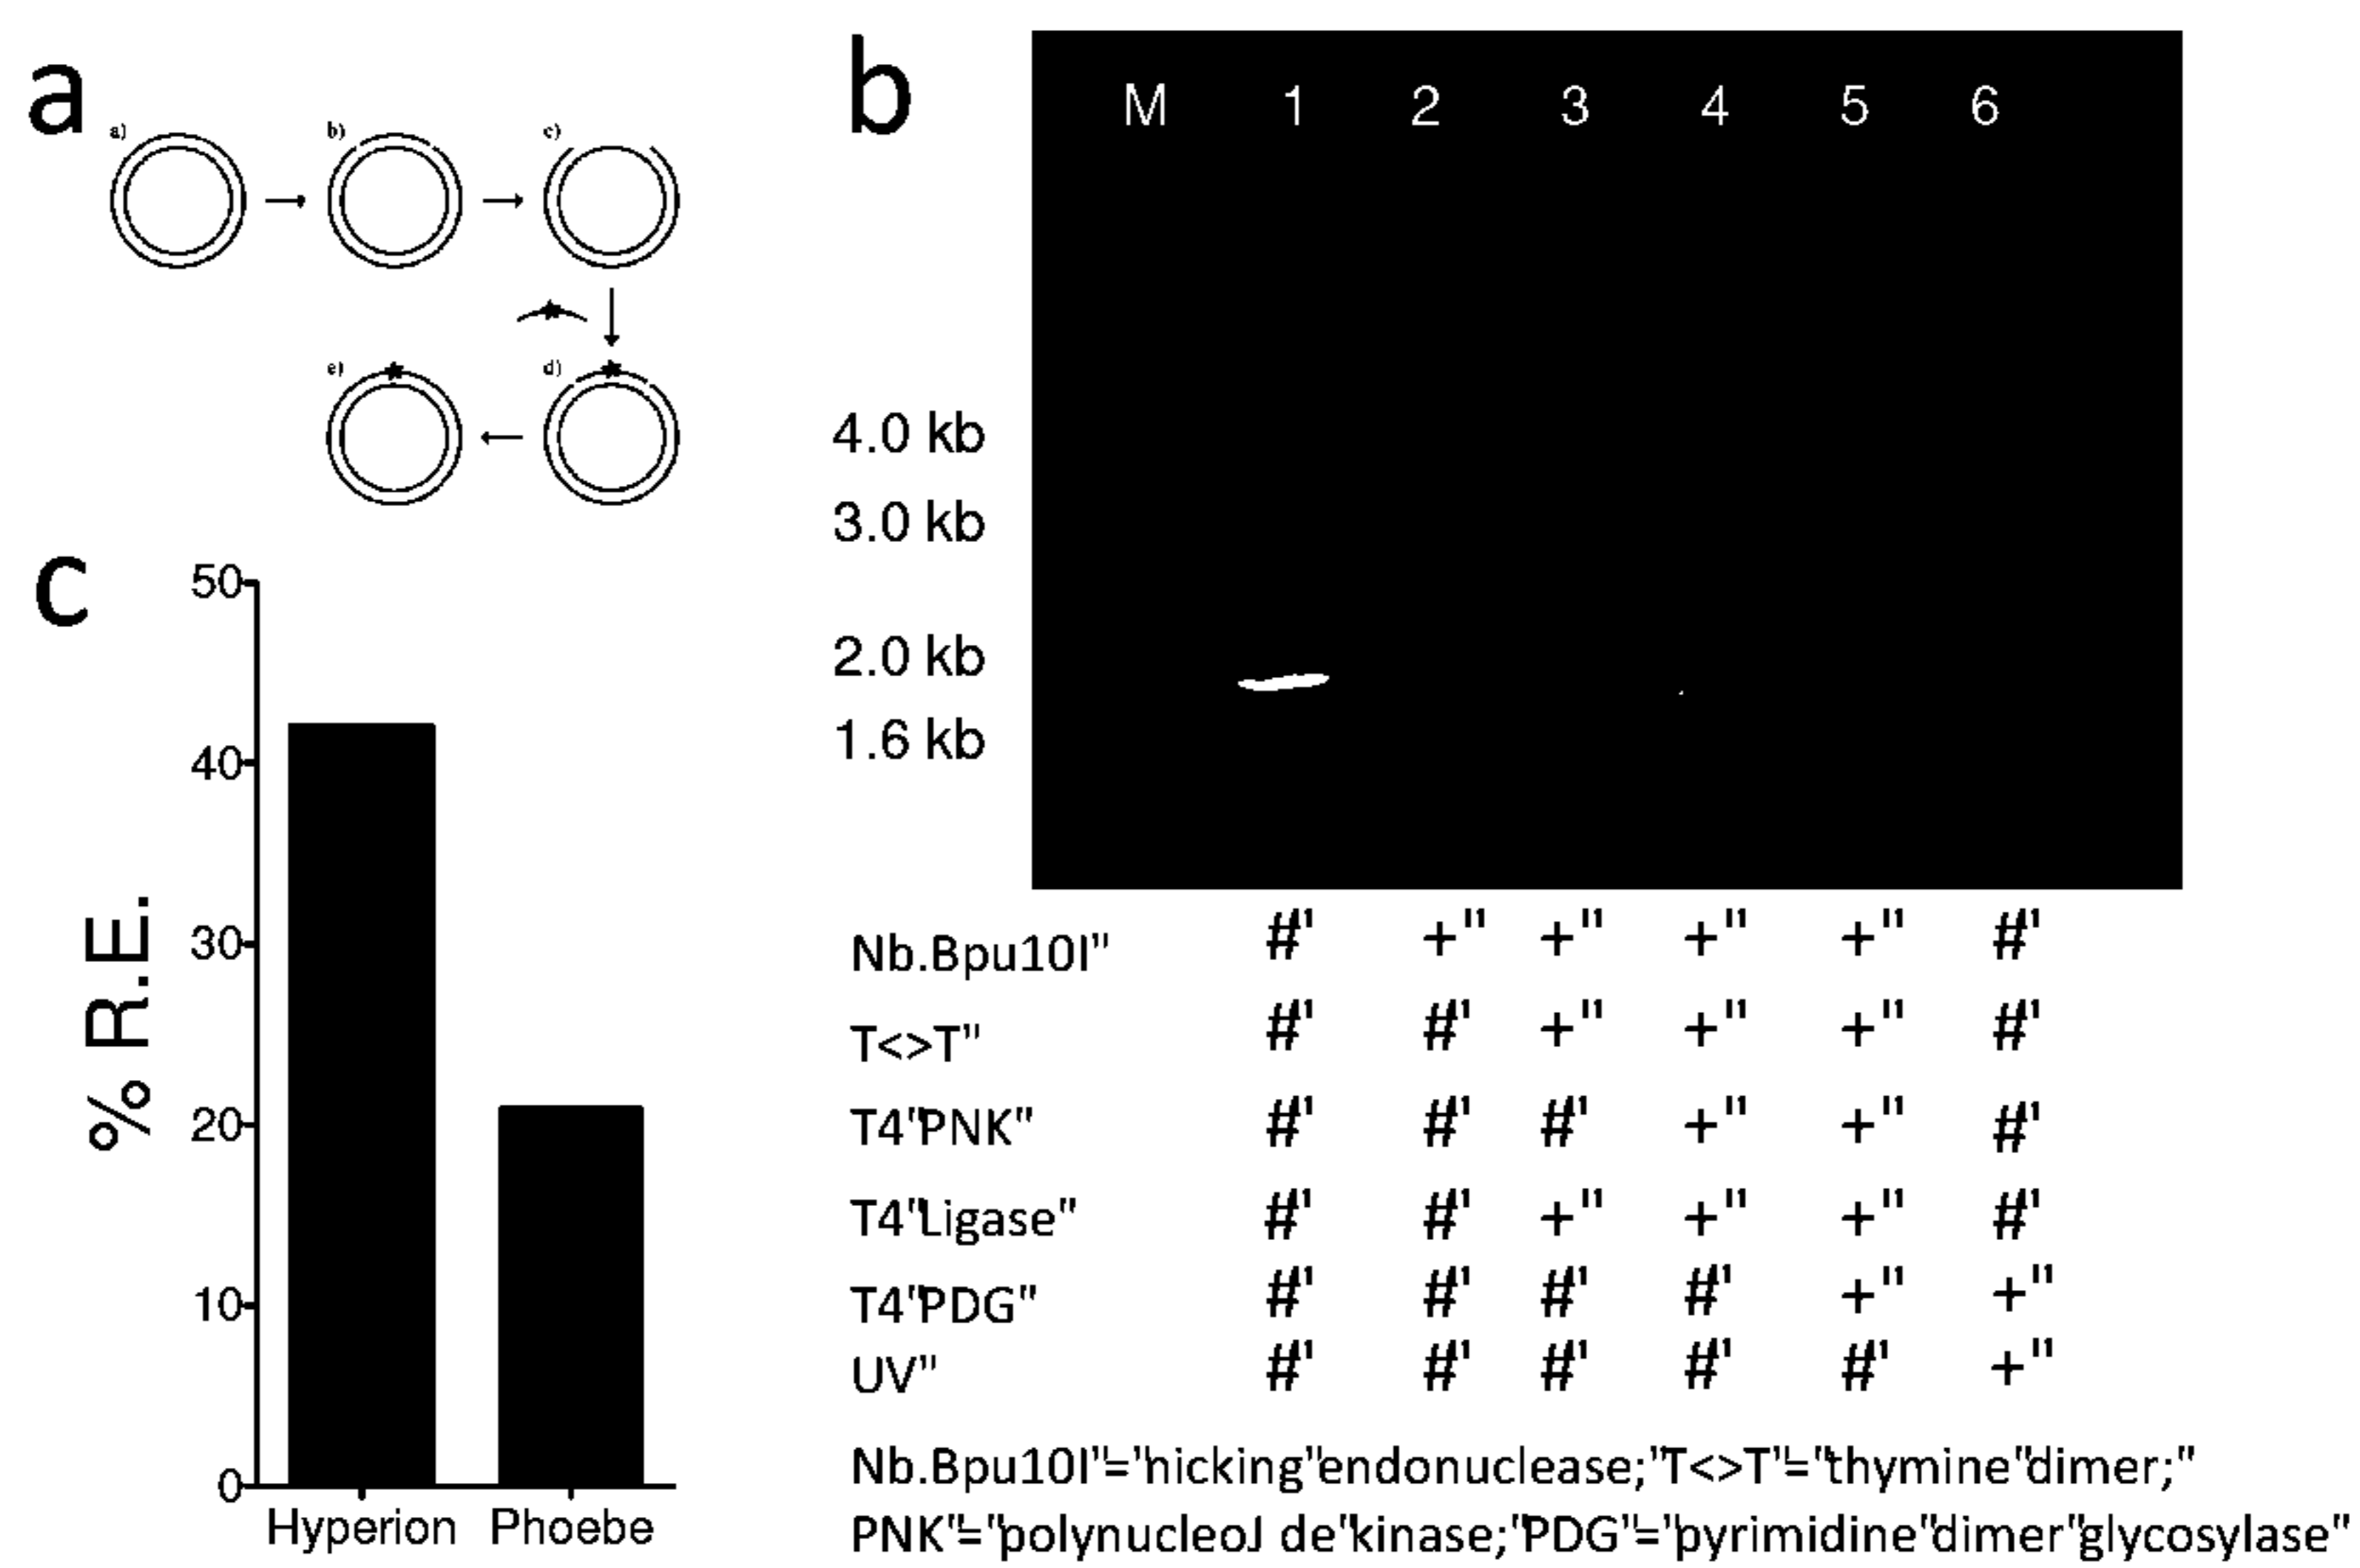 a
a)
b)
c)
e)
d)
b
M 1 2 3 4 5 6
4.0 kb
3.0 kb
2.0 kb
1.6 kb
c
50
40
30
20
10
0
% R.E.
Hyperion Phoebe
Nb.Bpu10I" #' +" +" +" +" #'
T<>T" #' #' +" +" +" #'
T4"PNK" #' #' #' +" +" #'
T4"Ligase" #' #' +" +" +" #'
T4"PDG" #' #' #' #' +" +"
UV" #' #' #' #' #' +"
Nb.Bpu10I"="nicking"endonuclease;"T<>T"="thymine"dimer;"
PNK"="polynucleoJ de"kinase;"PDG"="pyrimidine"dimer"glycosylase"